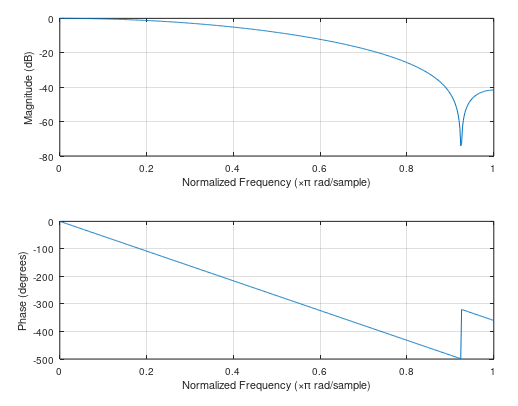 0
-20
-40
-60
-80
Magnitude (dB)
0 0.2 0.4 0.6 0.8 1
Normalized Frequency (×π rad/sample)
0
-100
-200
-300
-400
-500
Phase (degrees)
0 0.2 0.4 0.6 0.8 1
Normalized Frequency (×π rad/sample)